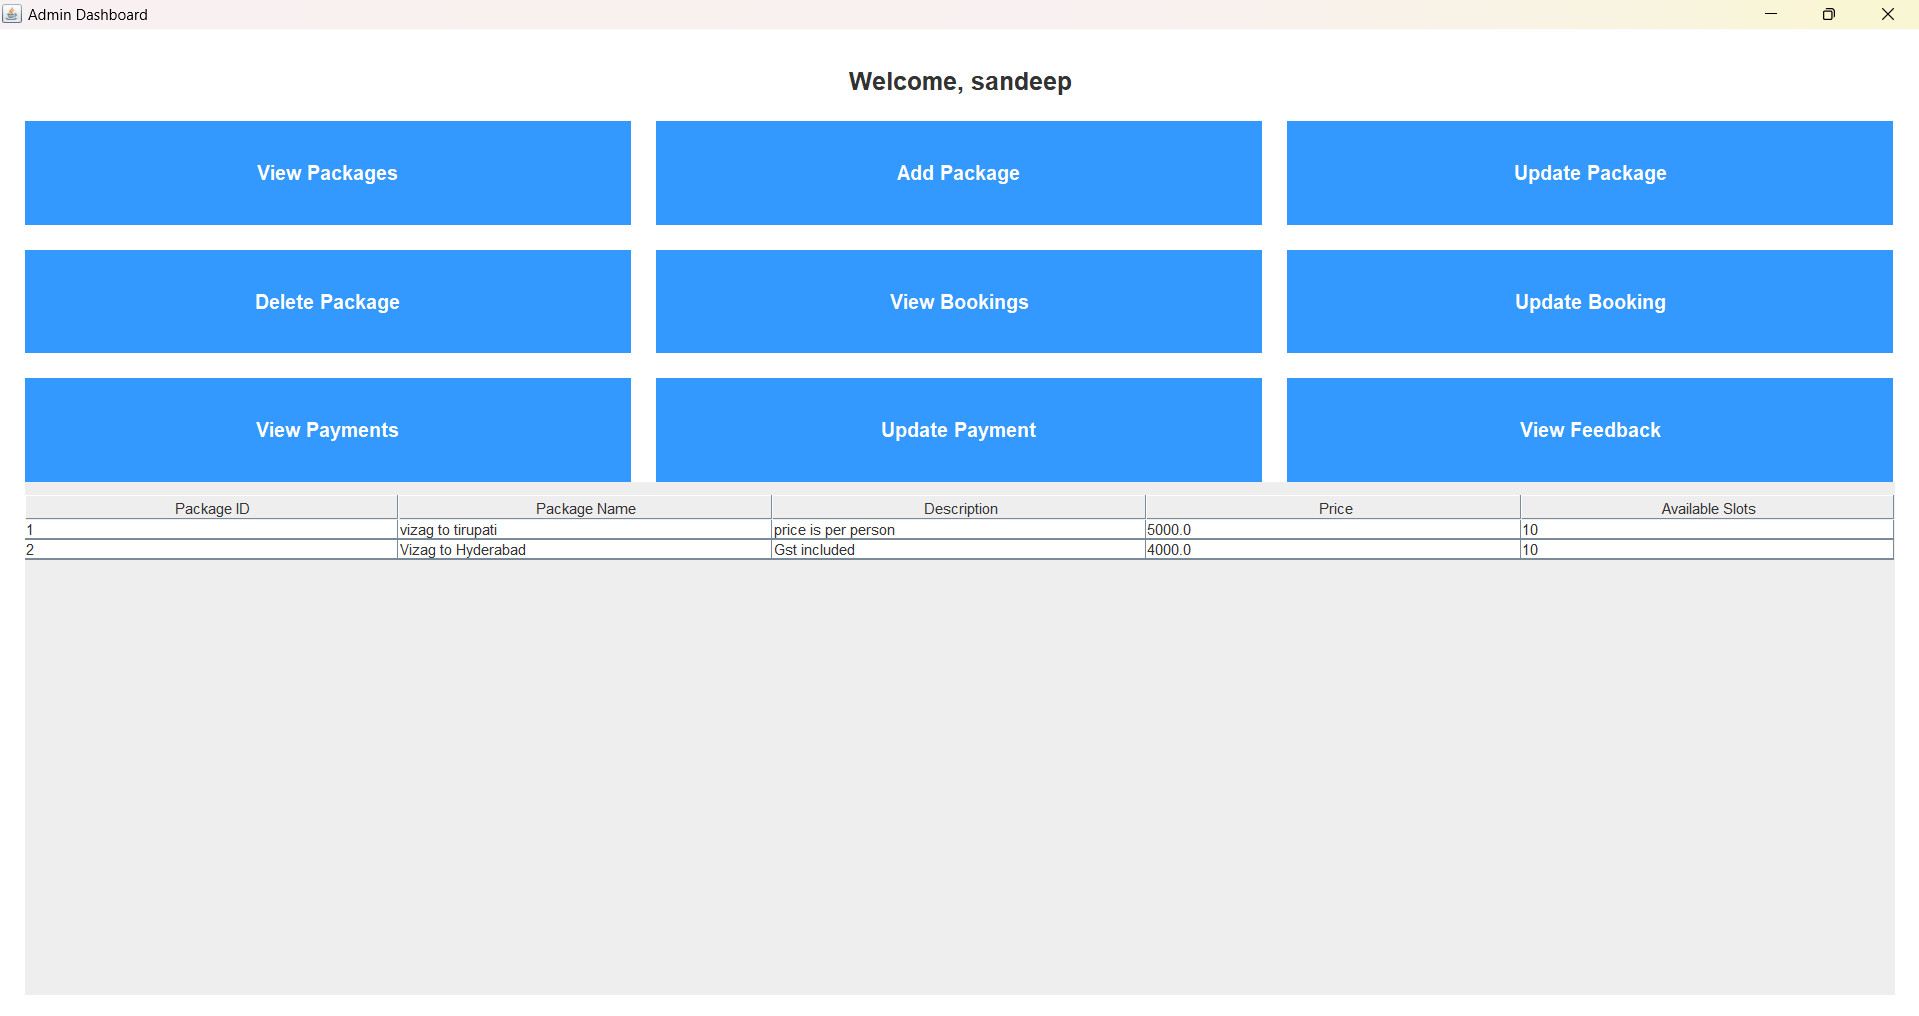 Admin Dashboard
Welcome, sandeep
View Packages Add Package Update Package
Delete Package View Bookings Update Booking
View Payments Update Payment View Feedback
Package ID Package Name Description Price Available Slots
1 vizag to tirupati price is per person 5000.0 10
2 Vizag to Hyderabad Gst included 4000.0 10